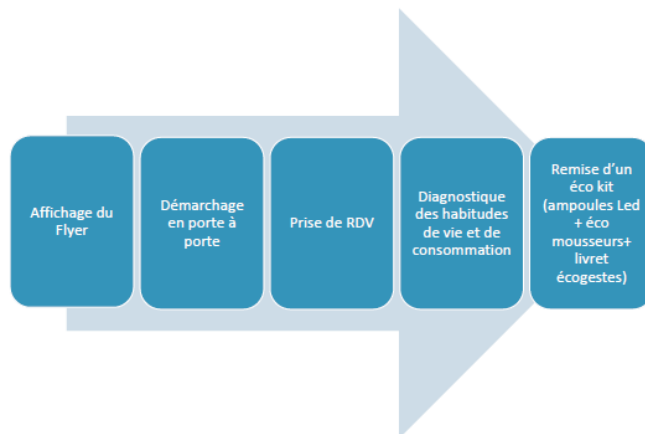 Affichage du
Flyer
Démarchage
en porte à
porte
Prise de RDV
Diagnostique
des habitudes
de vie et de
consommation
Remise d’un
éco kit
(ampoules Led
+ éco
mousseurs+
livret
écogestes)